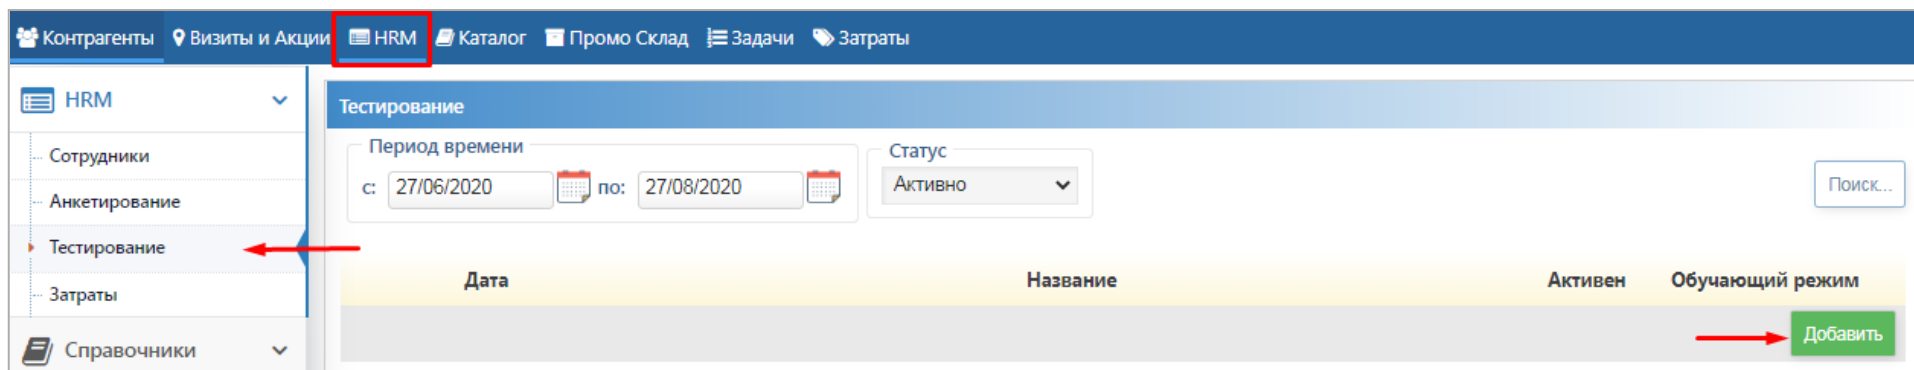 Контрагенты Визиты и Акции HRM Каталог Промо Склад Задачи Затраты
HRM
Сотрудники
Анкетирование
Тестирование
Затраты
Справочники
Тестирование
Период времени
с: 27/06/2020 по: 27/08/2020
Статус
Активно
Поиск...
Дата Название Активен Обучающий режим
Добавить